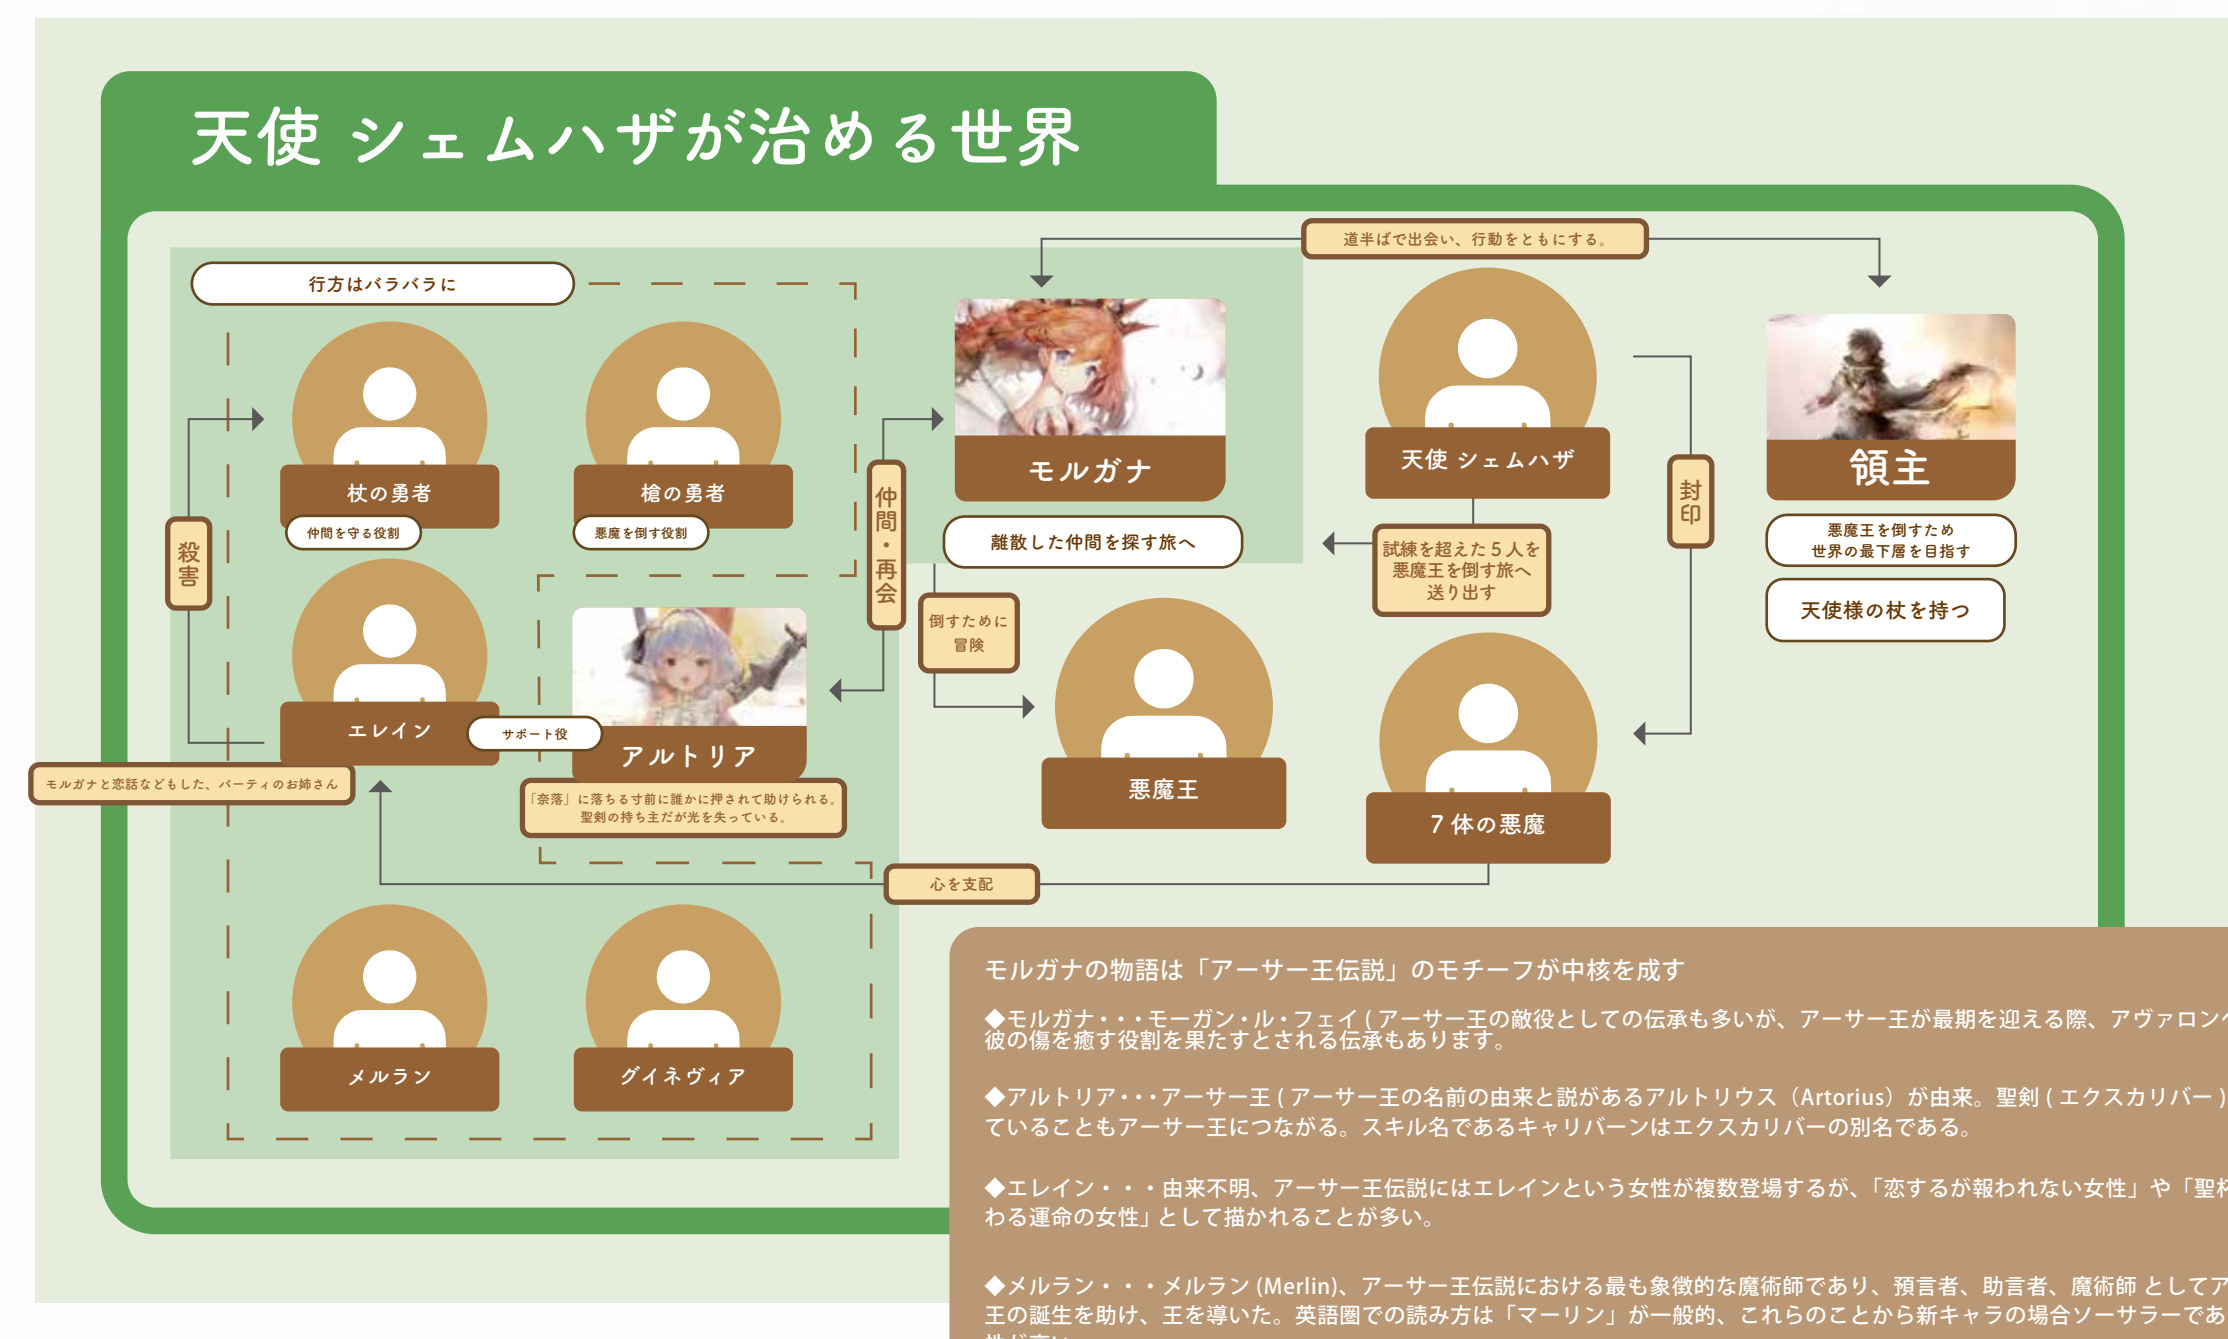 天使 シェムハザが治める世界
道半ばで出会い、行動をともにする。
行方はバラバラに
杖の勇者
仲間を守る役割
槍の勇者
悪魔を倒す役割
殺害
仲間・再会
モルガナ
離散した仲間を探す旅へ
天使 シェムハザ
試練を超えた５人を
悪魔王を倒す旅へ
送り出す
封印
領主
悪魔王を倒すため
世界の最下層を目指す
天使様の杖を持つ
倒すために
冒険
エレイン
サポート役
アルトリア
モルガナと恋話などもした、パーティのお姉さん
「奈落」に落ちる寸前に誰かに押されて助けられる。
聖剣の持ち主だが光を失っている。
悪魔王
７体の悪魔
心を支配
メルラン
グイネヴィア
モルガナの物語は「アーサー王伝説」のモチーフが中核を成す
◆モルガナ・・・モーガン・ル・フェイ ( アーサー王の敵役としての伝承も多いが、アーサー王が最期を迎える際、アヴァロンへ
彼の傷を癒す役割を果たすとされる伝承もあります。
◆アルトリア・・・アーサー王 ( アーサー王の名前の由来と説があるアルトリウス（Artorius）が由来。聖剣 ( エクスカリバー )
ていることもアーサー王につながる。スキル名であるキャリバーンはエクスカリバーの別名である。
◆エレイン・・・由来不明、アーサー王伝説にはエレインという女性が複数登場するが、「恋するが報われない女性」や「聖杯
わる運命の女性」として描かれることが多い。
◆メルラン・・・メルラン (Merlin)、アーサー王伝説における最も象徴的な魔術師であり、預言者、助言者、魔術師 としてア
王の誕生を助け、王を導いた。英語圏での読み方は「マーリン」が一般的、これらのことから新キャラの場合ソーサラーであ